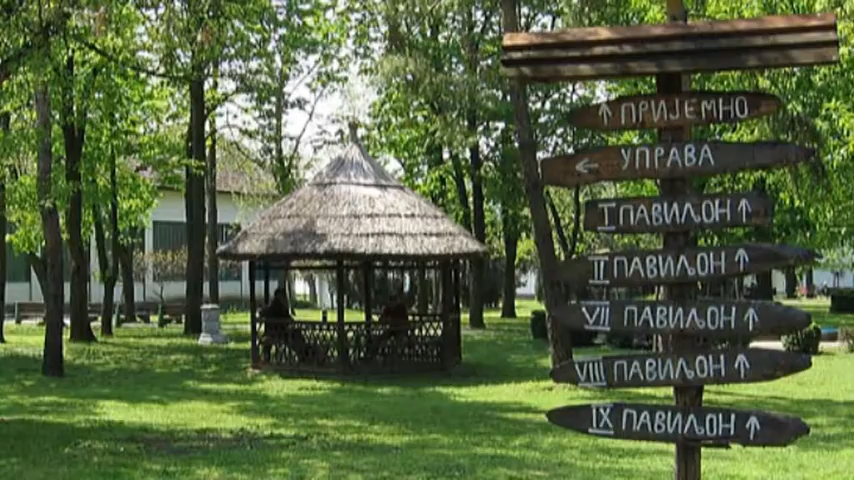 ↑ ПРИЈЕМНО
← УПРАВА
I ПАВИЉОН ↑
II ПАВИЉОН ↑
VII ПАВИЉОН ↑
VIII ПАВИЉОН ↑
IX ПАВИЉОН ↑